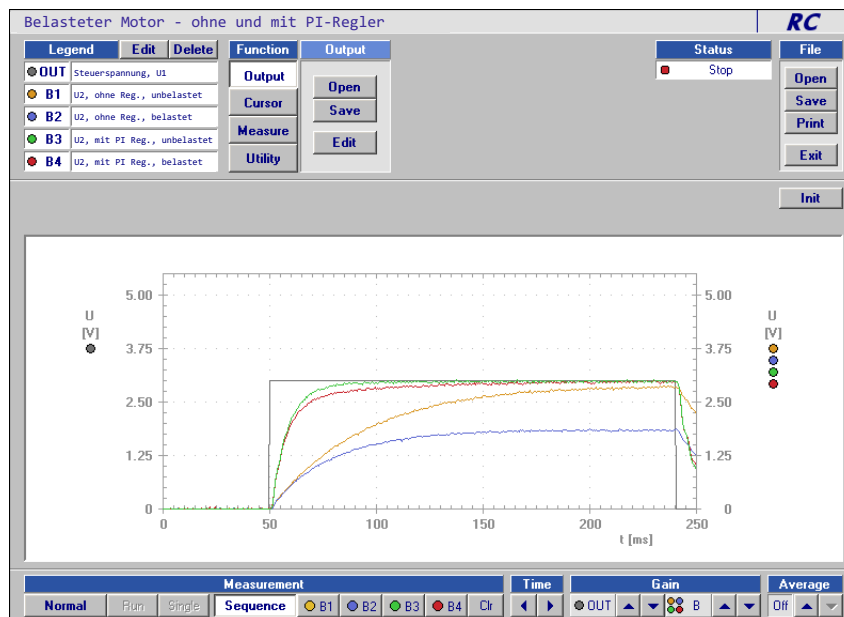 Belasteter Motor - ohne und mit PI-Regler RC
Legend Edit Delete Function Output Status File
OUT Steuerspannung, U1 Output Open Stop Open
B1 U2, ohne Reg., unbelastet Cursor Save Save
B2 U2, ohne Reg., belastet Measure Edit Print
B3 U2, mit PI Reg., unbelastet Utility Exit
B4 U2, mit PI Reg., belastet
Init
5.00 5.00
U U
[V] [V]
3.75 3.75
2.50 2.50
1.25 1.25
0 0
0 50 100 150 200 250
t [ms]
Measurement Time Gain Average
Normal Run Single Sequence B1 B2 B3 B4 Clr OUT B Off